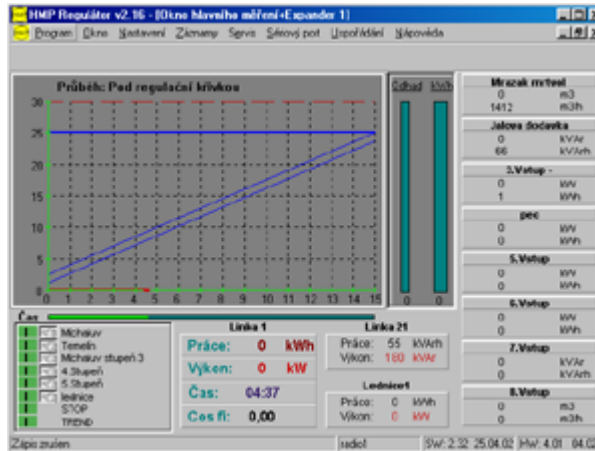 HMP Regulátor v2.16 - [Okno hlavního měření+Expander 1]
Program Okno Nastavení Záznamy Servis Sériový port Uspořádání Nápověda
Průběh: Pod regulační křivkou
Odhad kWh
30
25
20
15
10
5
0
0 1 2 3 4 5 6 7 8 9 10 11 12 13 14 15
0 0
Mrazak mrtvol
0 m3
1412 m3h
Jalova dodavka
0 kVAr
66 kVArh
3.Vstup -
0 kW
1 kWh
pec
0 kW
0 kWh
5.Vstup
0 kW
0 kWh
6.Vstup
0 kW
0 kWh
7.Vstup
0 kVAr
0 kVArh
8.Vstup
0 m3
0 m3h
Čas
Michaluv
Temelin
Michaluv stupeň 3
4.Stupeň
5.Stupeň
lednice
STOP
TREND
Linka 1
Práce: 0 kWh
Výkon: 0 kW
Čas: 04:37
Cos fi: 0,00
Linka 21
Práce: 55 kVArh
Výkon: 180 kVAr
Lednice1
Práce: 0 kWh
Výkon: 0 kW
Zápis zrušen
radio1
SW: 2.32 25.04.02
HW: 4.01 04.02